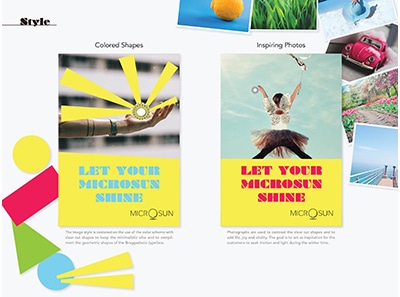 Style
Colored Shapes
Inspiring Photos
LET YOUR
MICROSUN
SHINE
MICROSUN
LET YOUR
MICROSUN
SHINE
MICROSUN
The image style is centered on the use of the color scheme with
clear cut shapes to keep the minimalistic vibe and to compli-
ment the geometric shapes of the Braggadocio typeface.
Photographs are used to contrast the clear cut shapes and to
add life, joy and vitality. The goal is to act as inspiration for the
customers to seek motion and light during the winter time.